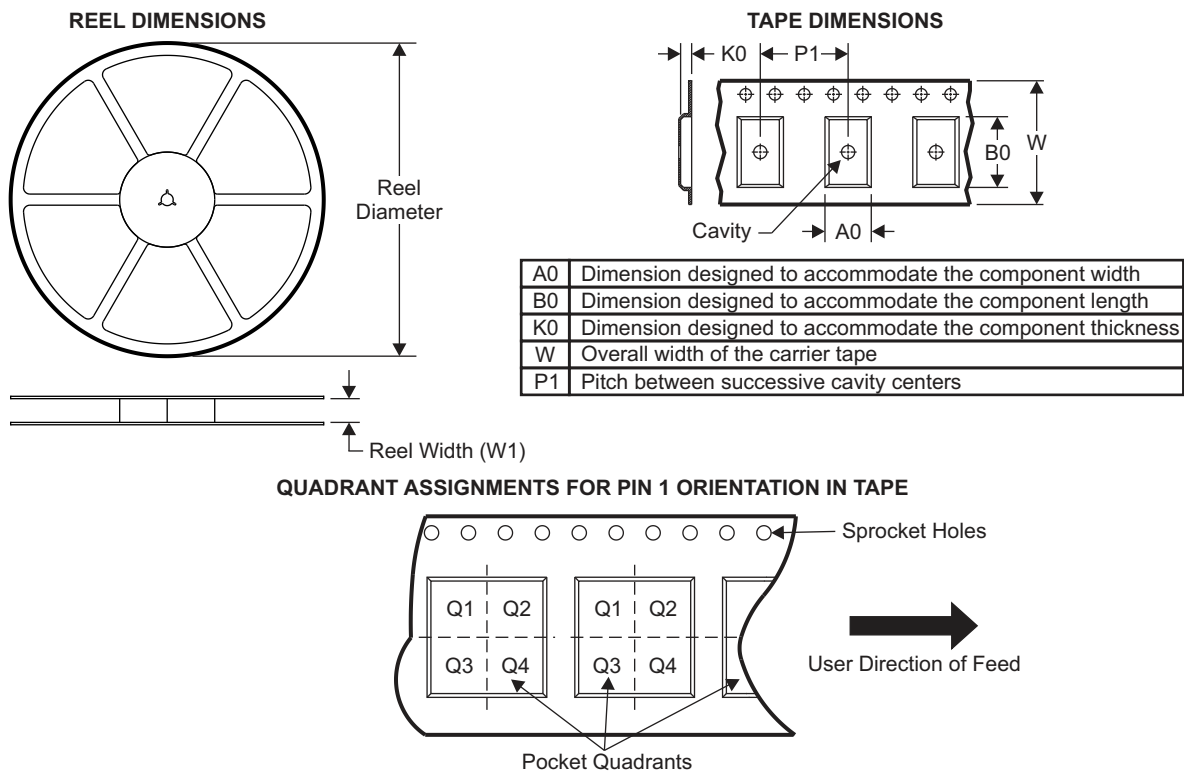 REEL DIMENSIONS
Reel
Diameter
Reel Width (W1)
TAPE DIMENSIONS
K0
P1
B0
W
Cavity
A0
A0 Dimension designed to accommodate the component width
B0 Dimension designed to accommodate the component length
K0 Dimension designed to accommodate the component thickness
W Overall width of the carrier tape
P1 Pitch between successive cavity centers
QUADRANT ASSIGNMENTS FOR PIN 1 ORIENTATION IN TAPE
Sprocket Holes
Q1 Q2 Q1 Q2
Q3 Q4 Q3 Q4
User Direction of Feed
Pocket Quadrants